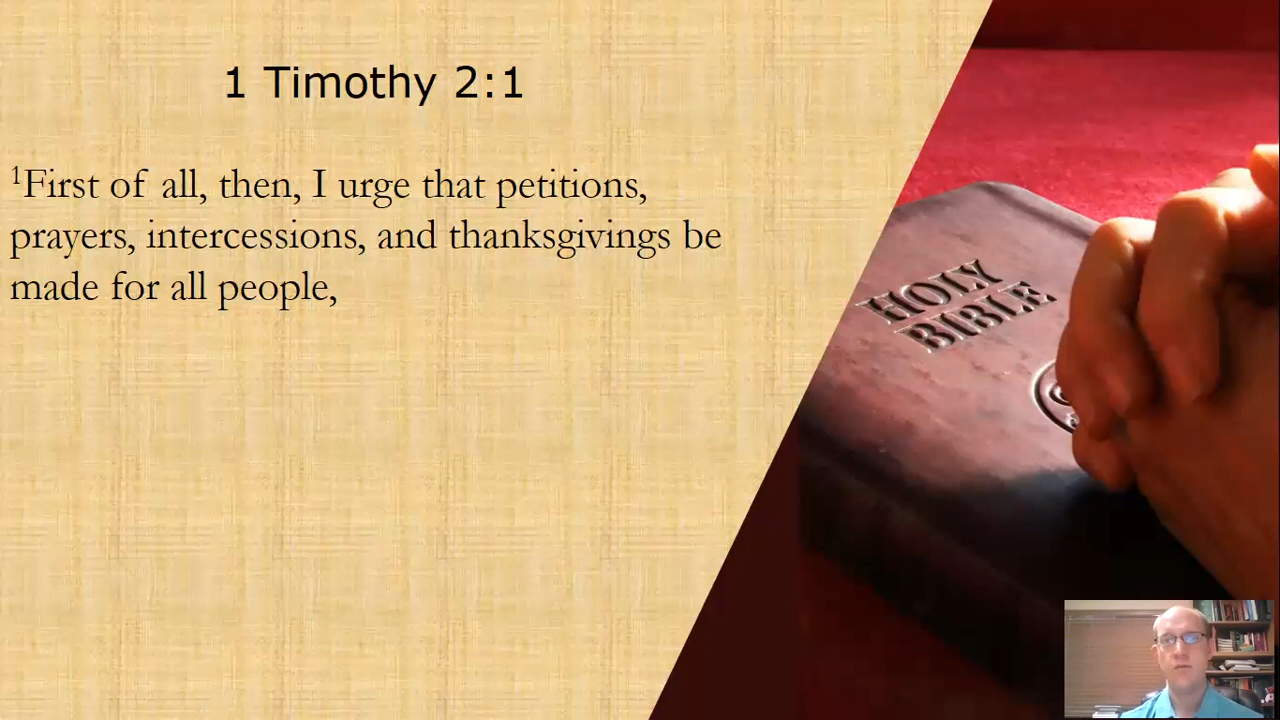 1 Timothy 2:1
¹First of all, then, I urge that petitions,
prayers, intercessions, and thanksgivings be
made for all people,
HOLY
BIBLE